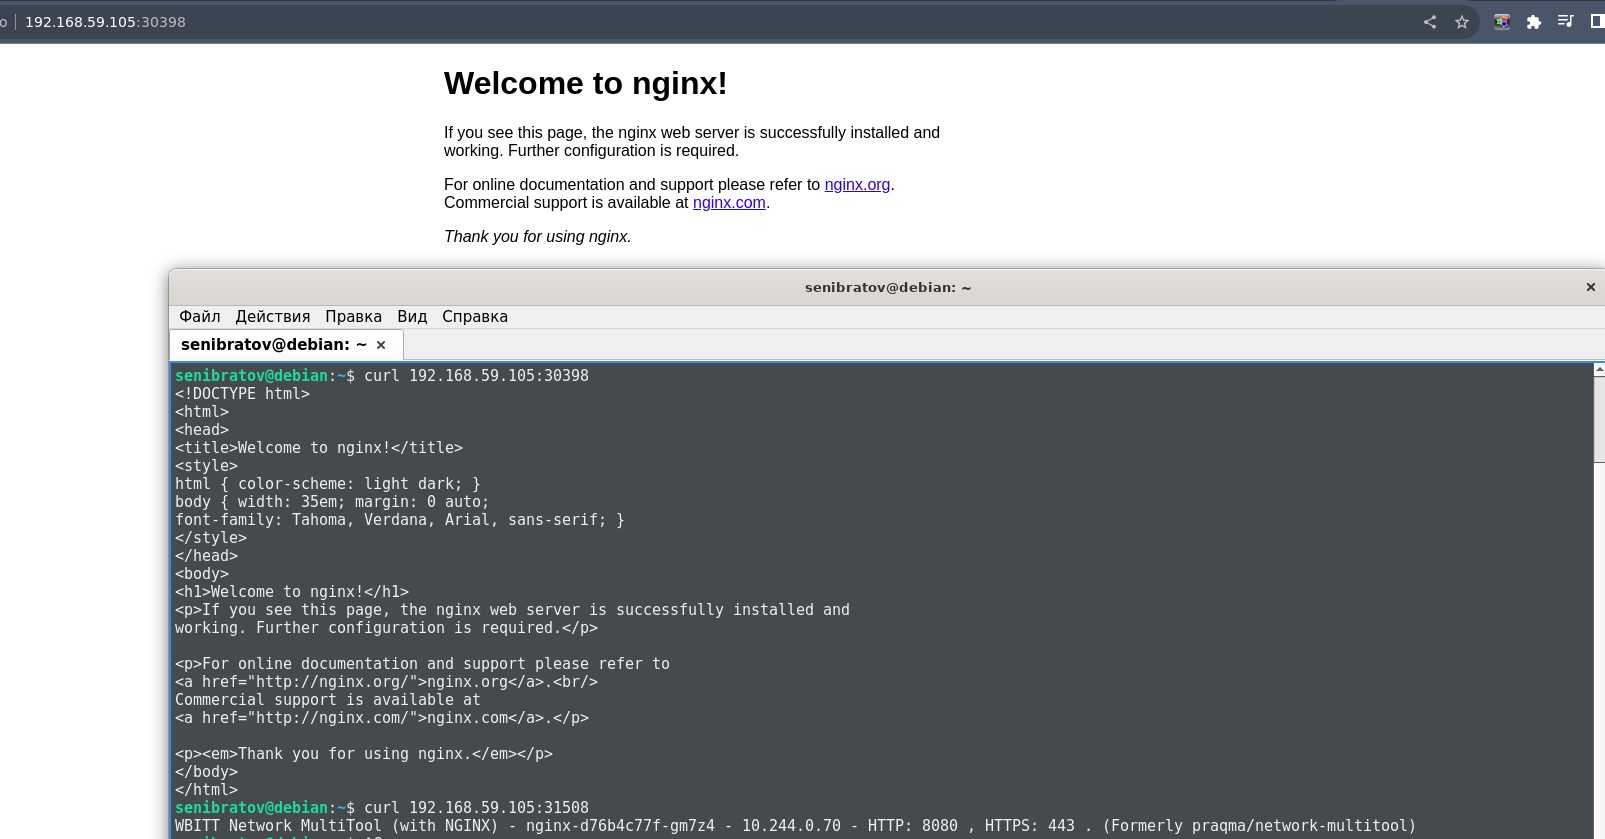 192.168.59.105:30398
Welcome to nginx!
If you see this page, the nginx web server is successfully installed and
working. Further configuration is required.
For online documentation and support please refer to nginx.org.
Commercial support is available at nginx.com.
Thank you for using nginx.
senibratov@debian: ~
Файл Действия Правка Вид Справка
senibratov@debian: ~
senibratov@debian:~$ curl 192.168.59.105:30398
<!DOCTYPE html>
<html>
<head>
<title>Welcome to nginx!</title>
<style>
html { color-scheme: light dark; }
body { width: 35em; margin: 0 auto;
font-family: Tahoma, Verdana, Arial, sans-serif; }
</style>
</head>
<body>
<h1>Welcome to nginx!</h1>
<p>If you see this page, the nginx web server is successfully installed and
working. Further configuration is required.</p>
<p>For online documentation and support please refer to
<a href="http://nginx.org/">nginx.org</a>.<br/>
Commercial support is available at
<a href="http://nginx.com/">nginx.com</a>.</p>
<p><em>Thank you for using nginx.</em></p>
</body>
</html>
senibratov@debian:~$ curl 192.168.59.105:31508
WBITT Network MultiTool (with NGINX) - nginx-d76b4c77f-gm7z4 - 10.244.0.70 - HTTP: 8080 , HTTPS: 443 . (Formerly praqma/network-multitool)